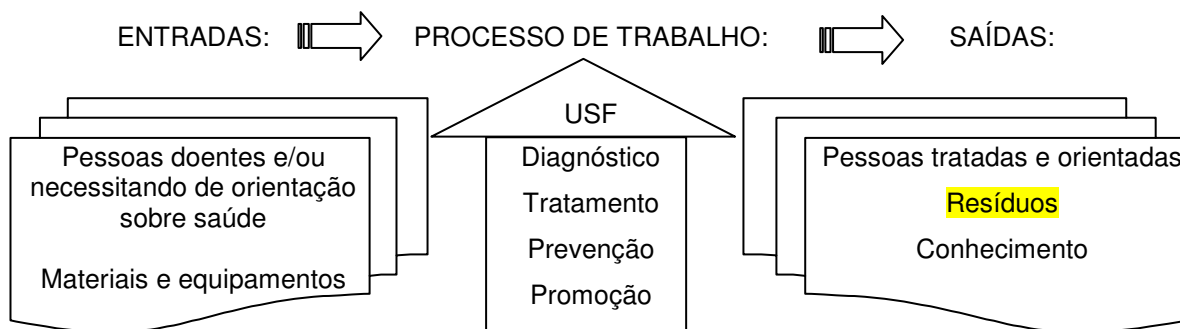 ENTRADAS:
PROCESSO DE TRABALHO:
SAÍDAS:
Pessoas doentes e/ou
necessitando de orientação
sobre saúde
Materiais e equipamentos
USF
Diagnóstico
Tratamento
Prevenção
Promoção
Pessoas tratadas e orientadas
Resíduos
Conhecimento